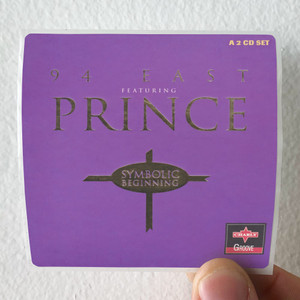 A 2 CD SET
94 EAST
FEATURING
PRINCE
SYMBOLIC
BEGINNING
CHARLY
GROOVE